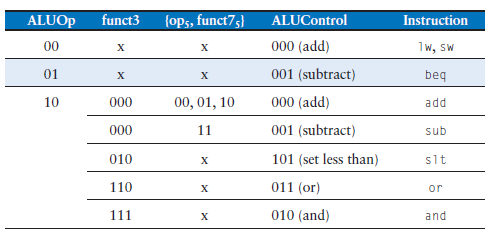 ALUOp funct3 {op5, funct75} ALUControl Instruction
00 x x 000 (add) lw, sw
01 x x 001 (subtract) beq
10 000 00, 01, 10 000 (add) add
000 11 001 (subtract) sub
010 x 101 (set less than) slt
110 x 011 (or) or
111 x 010 (and) and